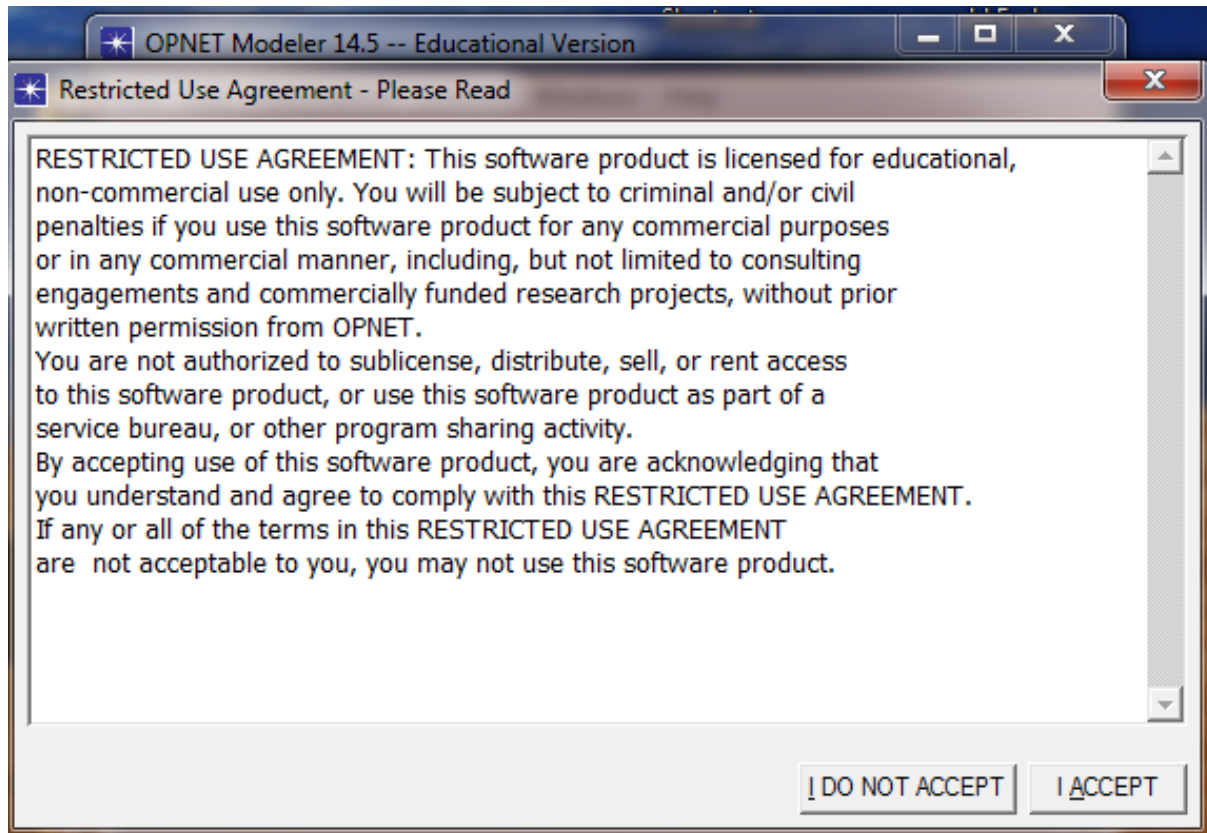 OPNET Modeler 14.5 -- Educational Version
Restricted Use Agreement - Please Read
RESTRICTED USE AGREEMENT: This software product is licensed for educational,
non-commercial use only. You will be subject to criminal and/or civil
penalties if you use this software product for any commercial purposes
or in any commercial manner, including, but not limited to consulting
engagements and commercially funded research projects, without prior
written permission from OPNET.
You are not authorized to sublicense, distribute, sell, or rent access
to this software product, or use this software product as part of a
service bureau, or other program sharing activity.
By accepting use of this software product, you are acknowledging that
you understand and agree to comply with this RESTRICTED USE AGREEMENT.
If any or all of the terms in this RESTRICTED USE AGREEMENT
are  not acceptable to you, you may not use this software product.
I DO NOT ACCEPT
I ACCEPT